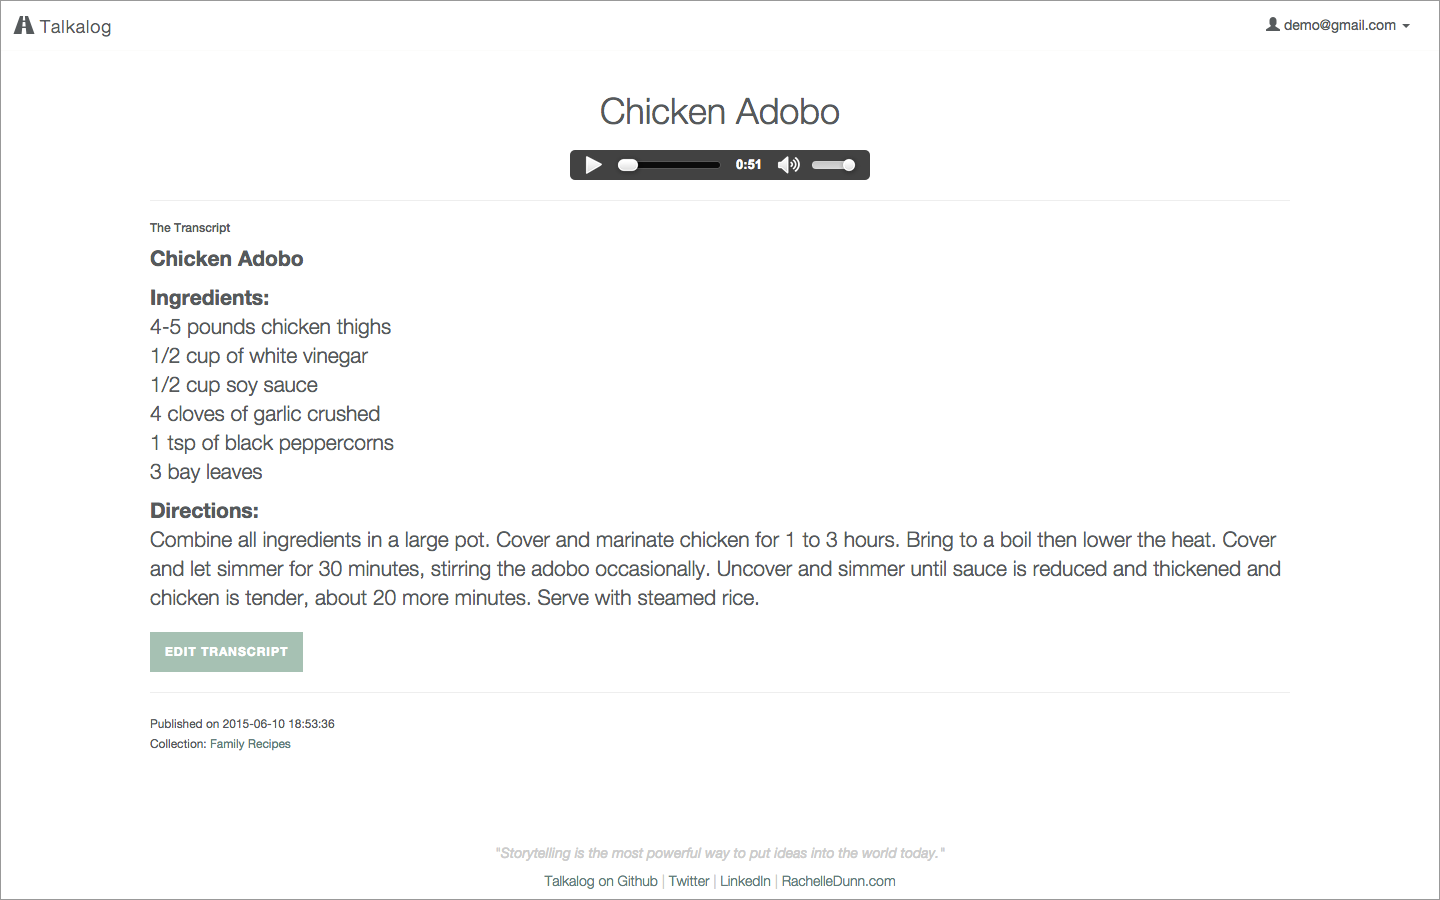 Talkalog
demo@gmail.com
Chicken Adobo
0:51
The Transcript
Chicken Adobo
Ingredients:
4-5 pounds chicken thighs
1/2 cup of white vinegar
1/2 cup soy sauce
4 cloves of garlic crushed
1 tsp of black peppercorns
3 bay leaves
Directions:
Combine all ingredients in a large pot. Cover and marinate chicken for 1 to 3 hours. Bring to a boil then lower the heat. Cover
and let simmer for 30 minutes, stirring the adobo occasionally. Uncover and simmer until sauce is reduced and thickened and
chicken is tender, about 20 more minutes. Serve with steamed rice.
EDIT TRANSCRIPT
Published on 2015-06-10 18:53:36
Collection: Family Recipes
"Storytelling is the most powerful way to put ideas into the world today."
Talkalog on Github | Twitter | LinkedIn | RachelleDunn.com